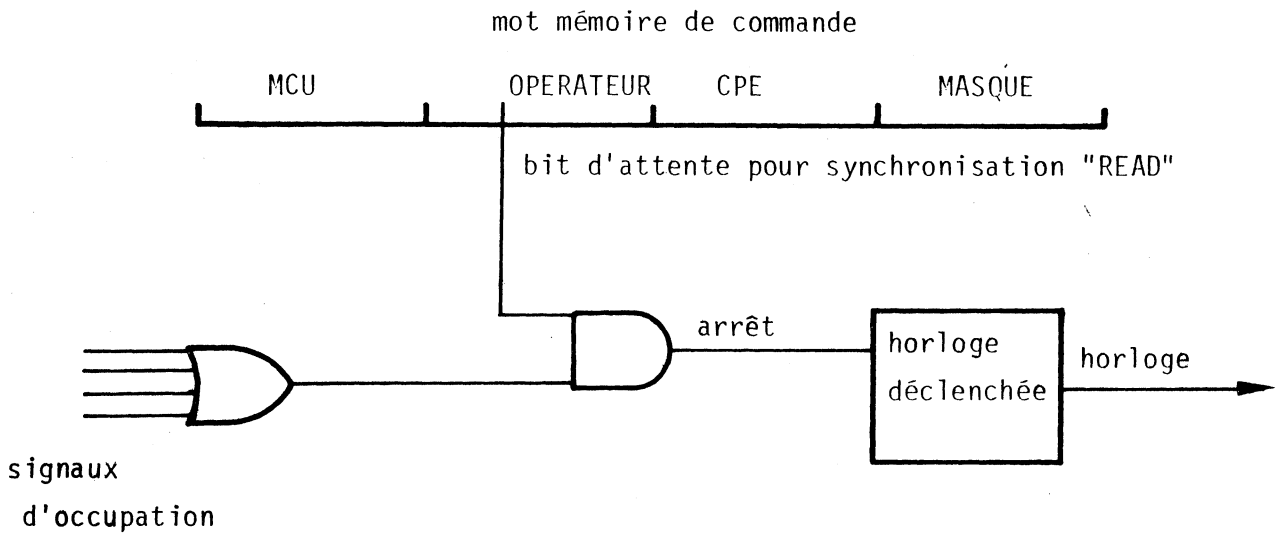 mot mémoire de commande
MCU OPERATEUR CPE MASQUE
bit d'attente pour synchronisation "READ"
arrêt
horloge
déclenchée
horloge
signaux
d'occupation